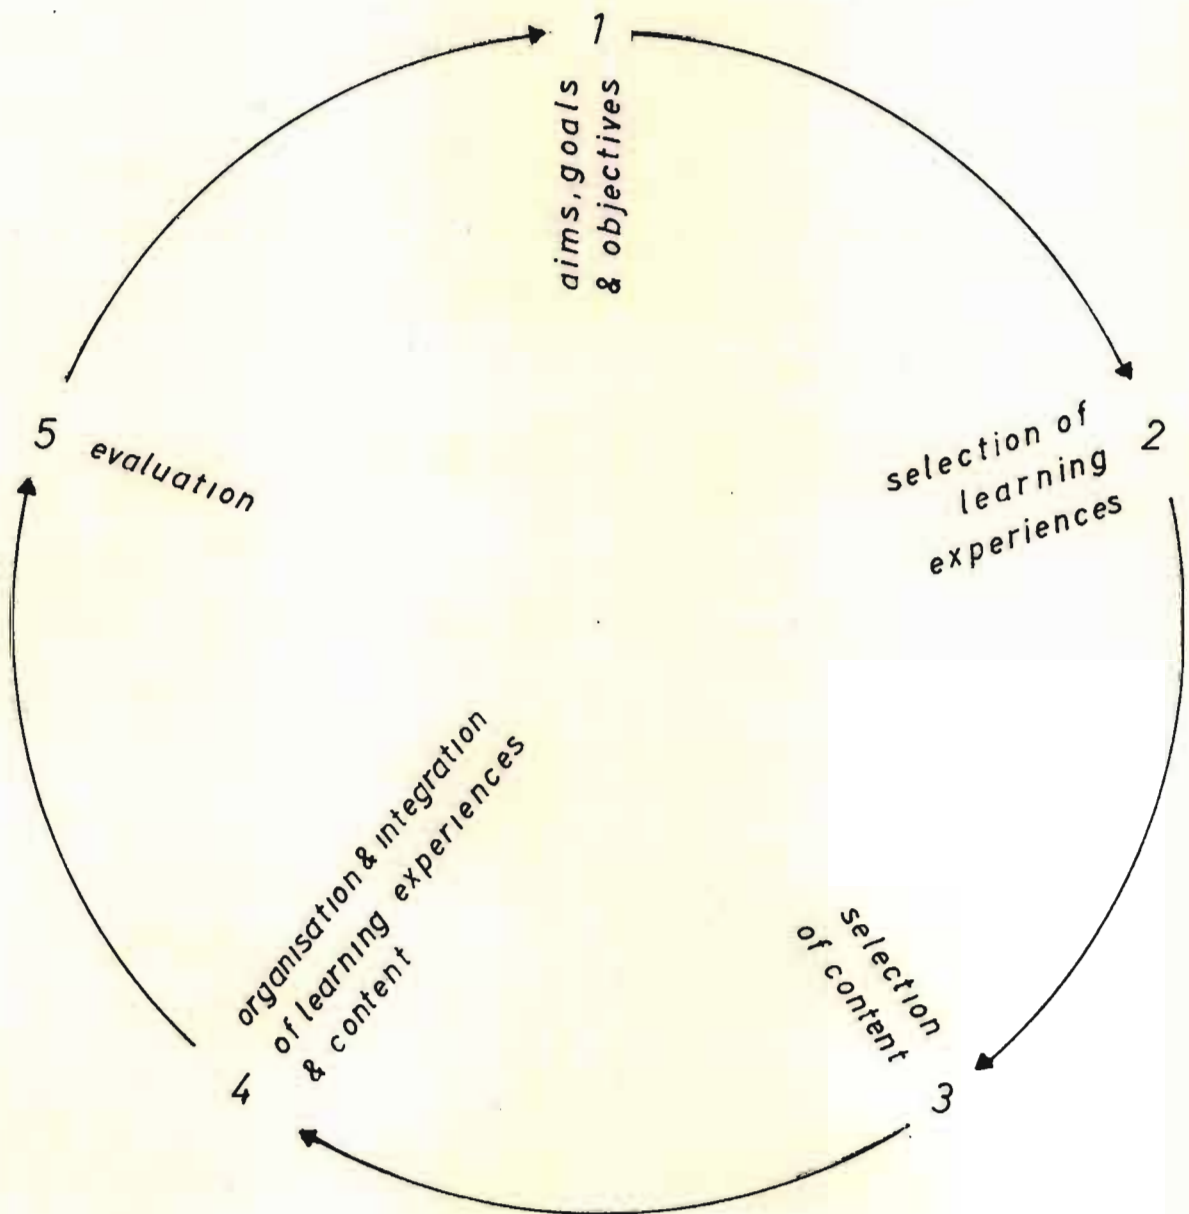 1
aims, goals
& objectives
2
selection of
learning
experiences
3
selection
of content
4
organisation & integration
of learning experiences
& content
5
evaluation